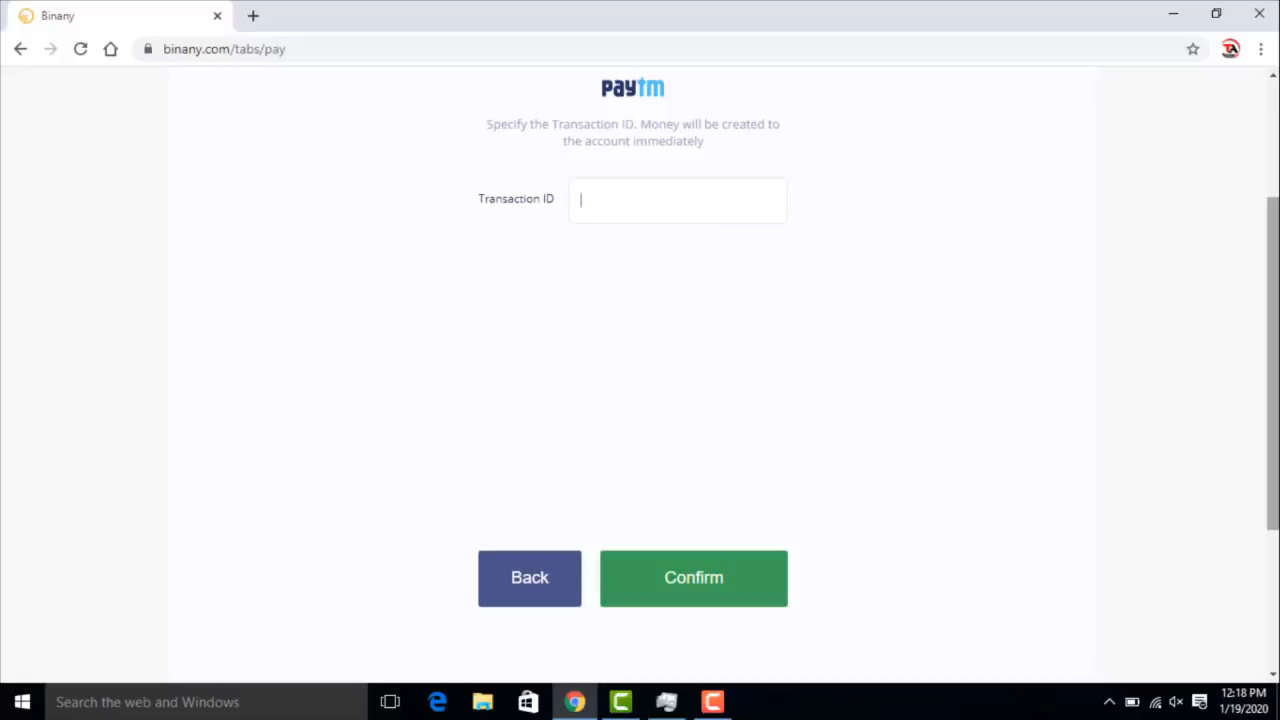 Binany
binany.com/tabs/pay
TA
paytm
Specify the Transaction ID. Money will be created to
the account immediately
Transaction ID
Back
Confirm
Search the web and Windows
12:18 PM
1/19/2020